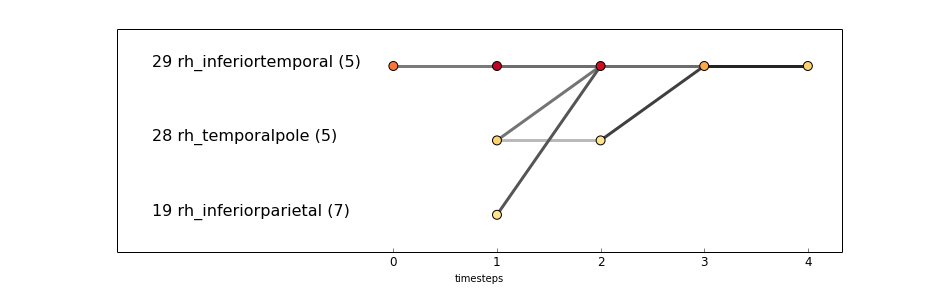 29 rh_inferiortemporal (5)
28 rh_temporalpole (5)
19 rh_inferiorparietal (7)
0 1 2 3 4
timesteps